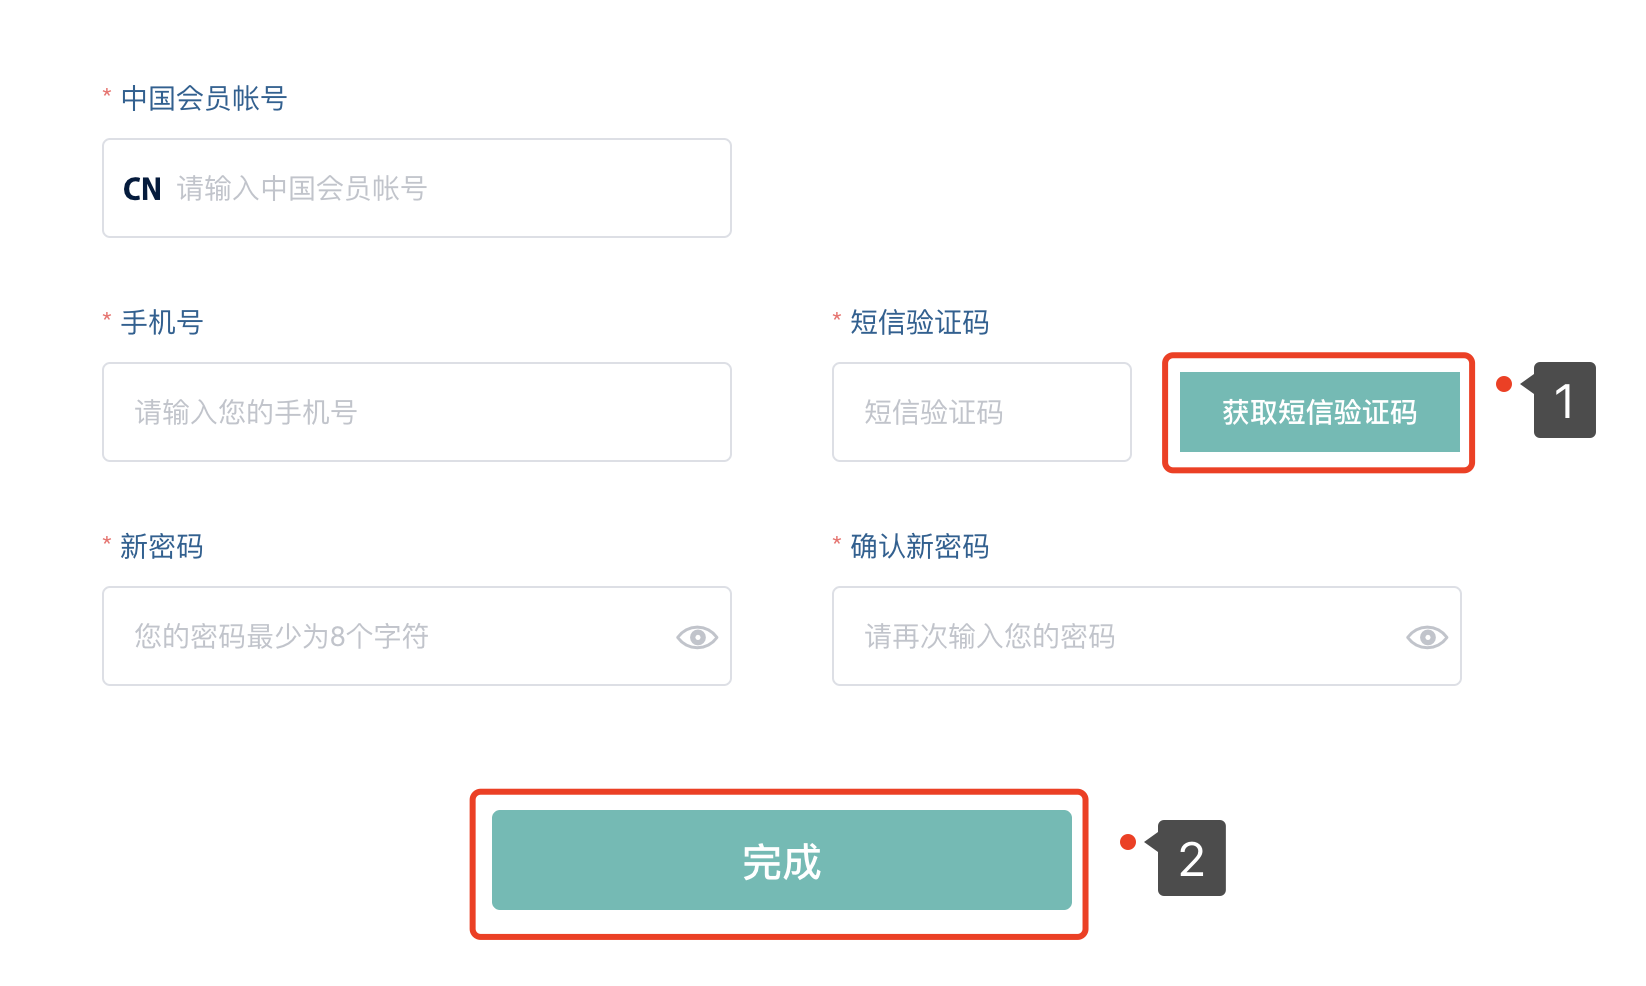 * 中国会员帐号
CN 请输入中国会员帐号
* 手机号
* 短信验证码
请输入您的手机号
短信验证码
获取短信验证码
1
* 新密码
* 确认新密码
您的密码最少为8个字符
请再次输入您的密码
完成
2